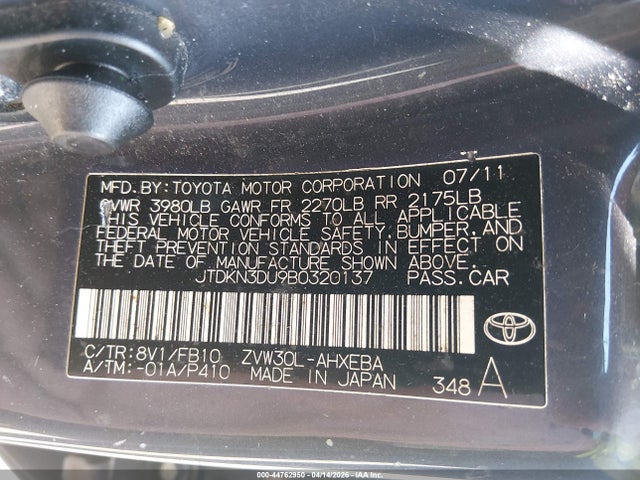 MFD. BY: TOYOTA MOTOR CORPORATION 07/11
GVWR 3980LB GAWR FR 2270LB RR 2175LB
THIS VEHICLE CONFORMS TO ALL APPLICABLE
FEDERAL MOTOR VEHICLE SAFETY, BUMPER, AND
THEFT PREVENTION STANDARDS IN EFFECT ON
THE DATE OF MANUFACTURE SHOWN ABOVE.
JTDKN3DU9B0320137 PASS.CAR
C/TR:8V1/FB10 ZVW30L-AHXEBA
A/TM:-01A/P410 MADE IN JAPAN 348 A
000-44762950 - 04/14/2026 - IAA Inc.